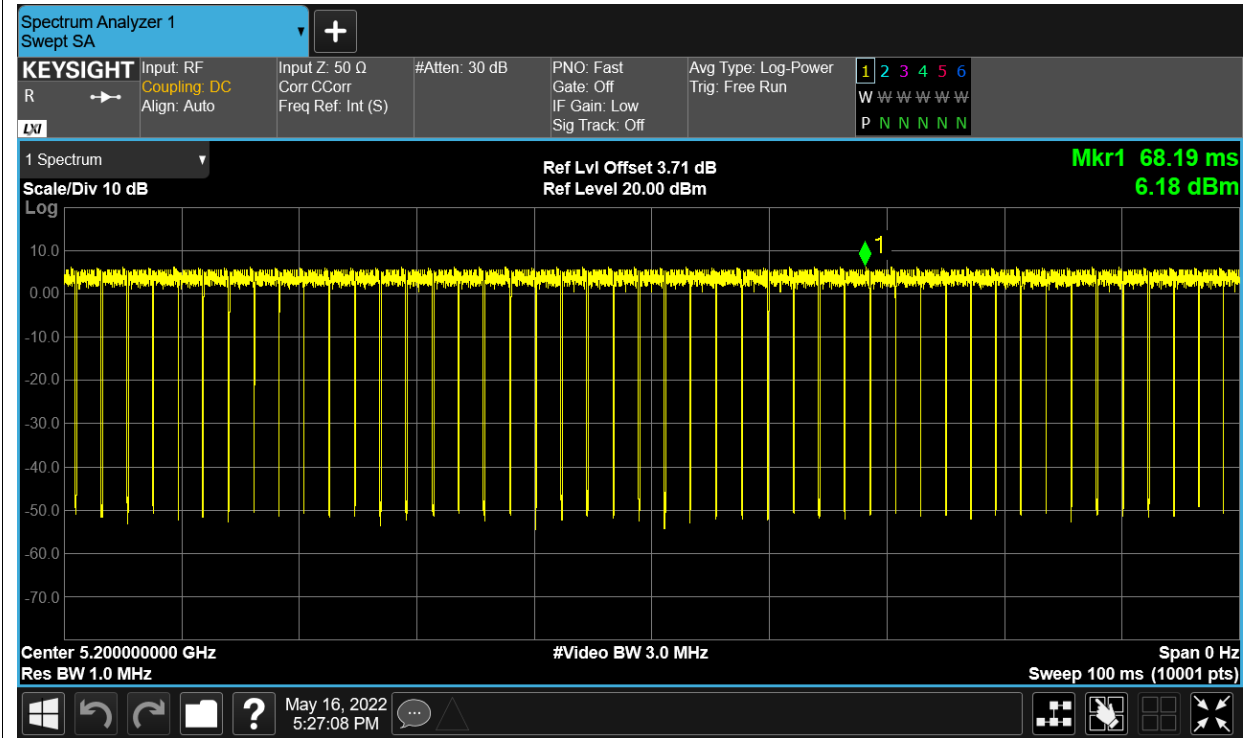 Spectrum Analyzer 1
Swept SA
▼
+
KEYSIGHT
R
LXI
Input: RF
Coupling: DC
Align: Auto
Input Z: 50 Ω
Corr CCorr
Freq Ref: Int (S)
#Atten: 30 dB
PNO: Fast
Gate: Off
IF Gain: Low
Sig Track: Off
Avg Type: Log-Power
Trig: Free Run
1 2 3 4 5 6
W W W W W W
P N N N N N
1 Spectrum ▼
Scale/Div 10 dB
Log
Ref Lvl Offset 3.71 dB
Ref Level 20.00 dBm
Mkr1 68.19 ms
6.18 dBm
1
10.0
0.00
-10.0
-20.0
-30.0
-40.0
-50.0
-60.0
-70.0
Center 5.200000000 GHz
Res BW 1.0 MHz
#Video BW 3.0 MHz
Span 0 Hz
Sweep 100 ms (10001 pts)
?
May 16, 2022
5:27:08 PM